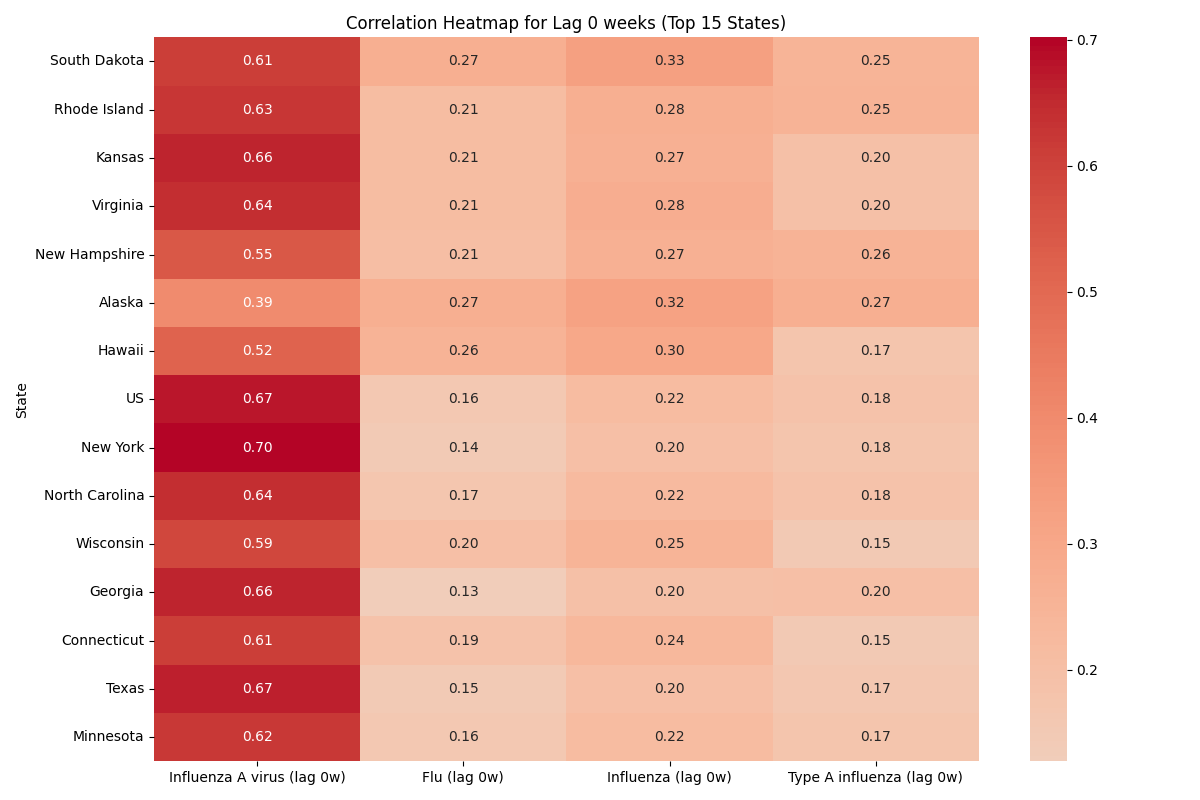 Correlation Heatmap for Lag 0 weeks (Top 15 States)
State
South Dakota 0.61 0.27 0.33 0.25
Rhode Island 0.63 0.21 0.28 0.25
Kansas 0.66 0.21 0.27 0.20
Virginia 0.64 0.21 0.28 0.20
New Hampshire 0.55 0.21 0.27 0.26
Alaska 0.39 0.27 0.32 0.27
Hawaii 0.52 0.26 0.30 0.17
US 0.67 0.16 0.22 0.18
New York 0.70 0.14 0.20 0.18
North Carolina 0.64 0.17 0.22 0.18
Wisconsin 0.59 0.20 0.25 0.15
Georgia 0.66 0.13 0.20 0.20
Connecticut 0.61 0.19 0.24 0.15
Texas 0.67 0.15 0.20 0.17
Minnesota 0.62 0.16 0.22 0.17
Influenza A virus (lag 0w) Flu (lag 0w) Influenza (lag 0w) Type A influenza (lag 0w)
0.7
0.6
0.5
0.4
0.3
0.2